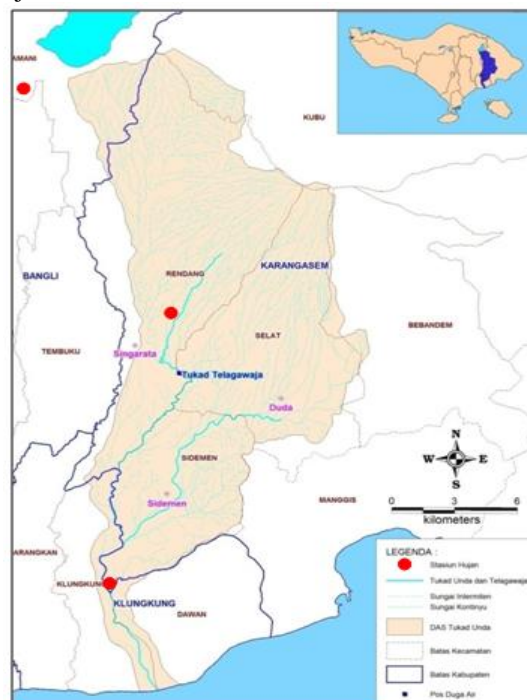 AMANI
KUBU
RENDANG
KARANGASEM
BANGLI
SELAT
BEBANDEM
TEMBUKU
Singarata
Tukad Telagawaja
Duda
SIDEMEN
N
W E
S
Sidemen
MANGGIS
0 3 6
kilometers
ARANGKAN
KLUNGKUNG
KLUNGKUNG
DAWAN
LEGENDA :
Stasiun Hujan
Tukad Unda dan Telagawaja
Sungai Intermiten
Sungai Kontinyu
DAS Tukad Unda
Batas Kecamatan
Batas Kabupaten
Pos Duga Air